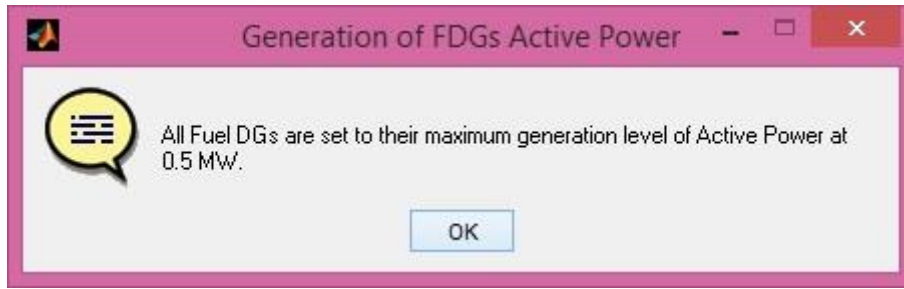 Generation of FDGs Active Power
All Fuel DGs are set to their maximum generation level of Active Power at
0.5 MW.
OK